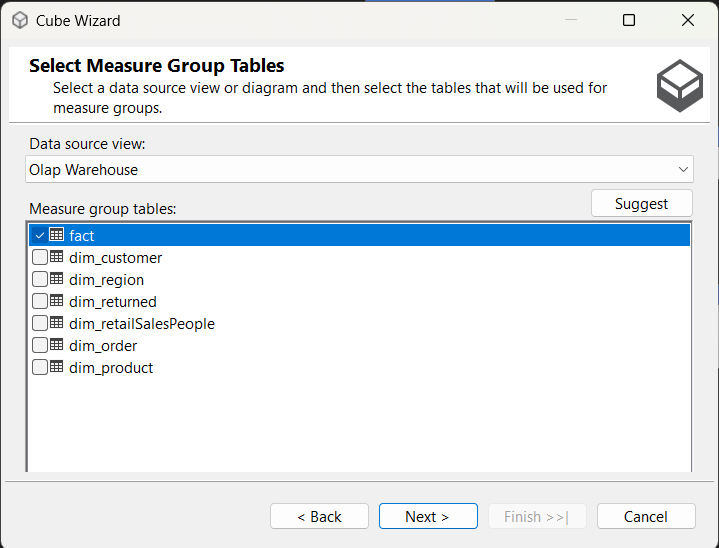 Cube Wizard
Select Measure Group Tables
Select a data source view or diagram and then select the tables that will be used for
measure groups.
Data source view:
Olap Warehouse
Measure group tables:
Suggest
fact
dim_customer
dim_region
dim_returned
dim_retailSalesPeople
dim_order
dim_product
< Back
Next >
Finish >>|
Cancel